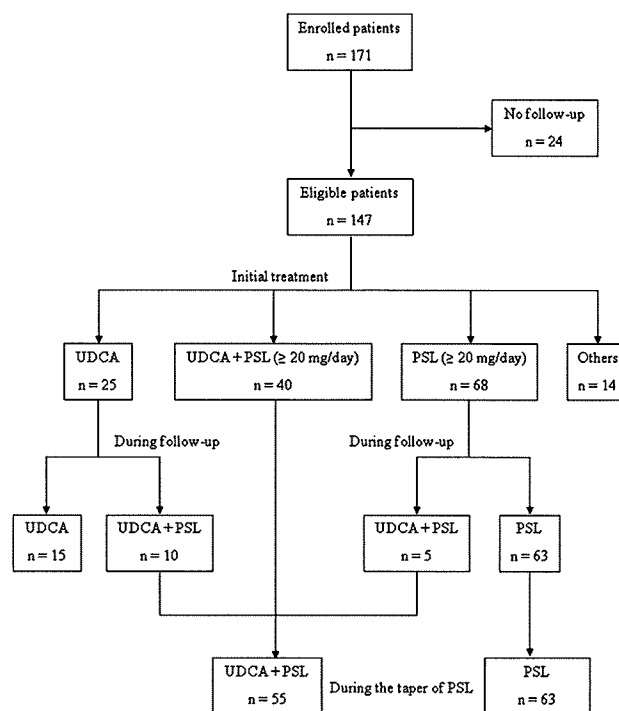 Enrolled patients
n = 171
No follow-up
n = 24
Eligible patients
n = 147
Initial treatment
UDCA
n = 25
UDCA+PSL (≥ 20 mg/day)
n = 40
PSL (≥ 20 mg/day)
n = 68
Others
n = 14
During follow-up
During follow-up
UDCA
n = 15
UDCA+PSL
n = 10
UDCA+PSL
n = 5
PSL
n = 63
UDCA+PSL
n = 55
During the taper of PSL
PSL
n = 63